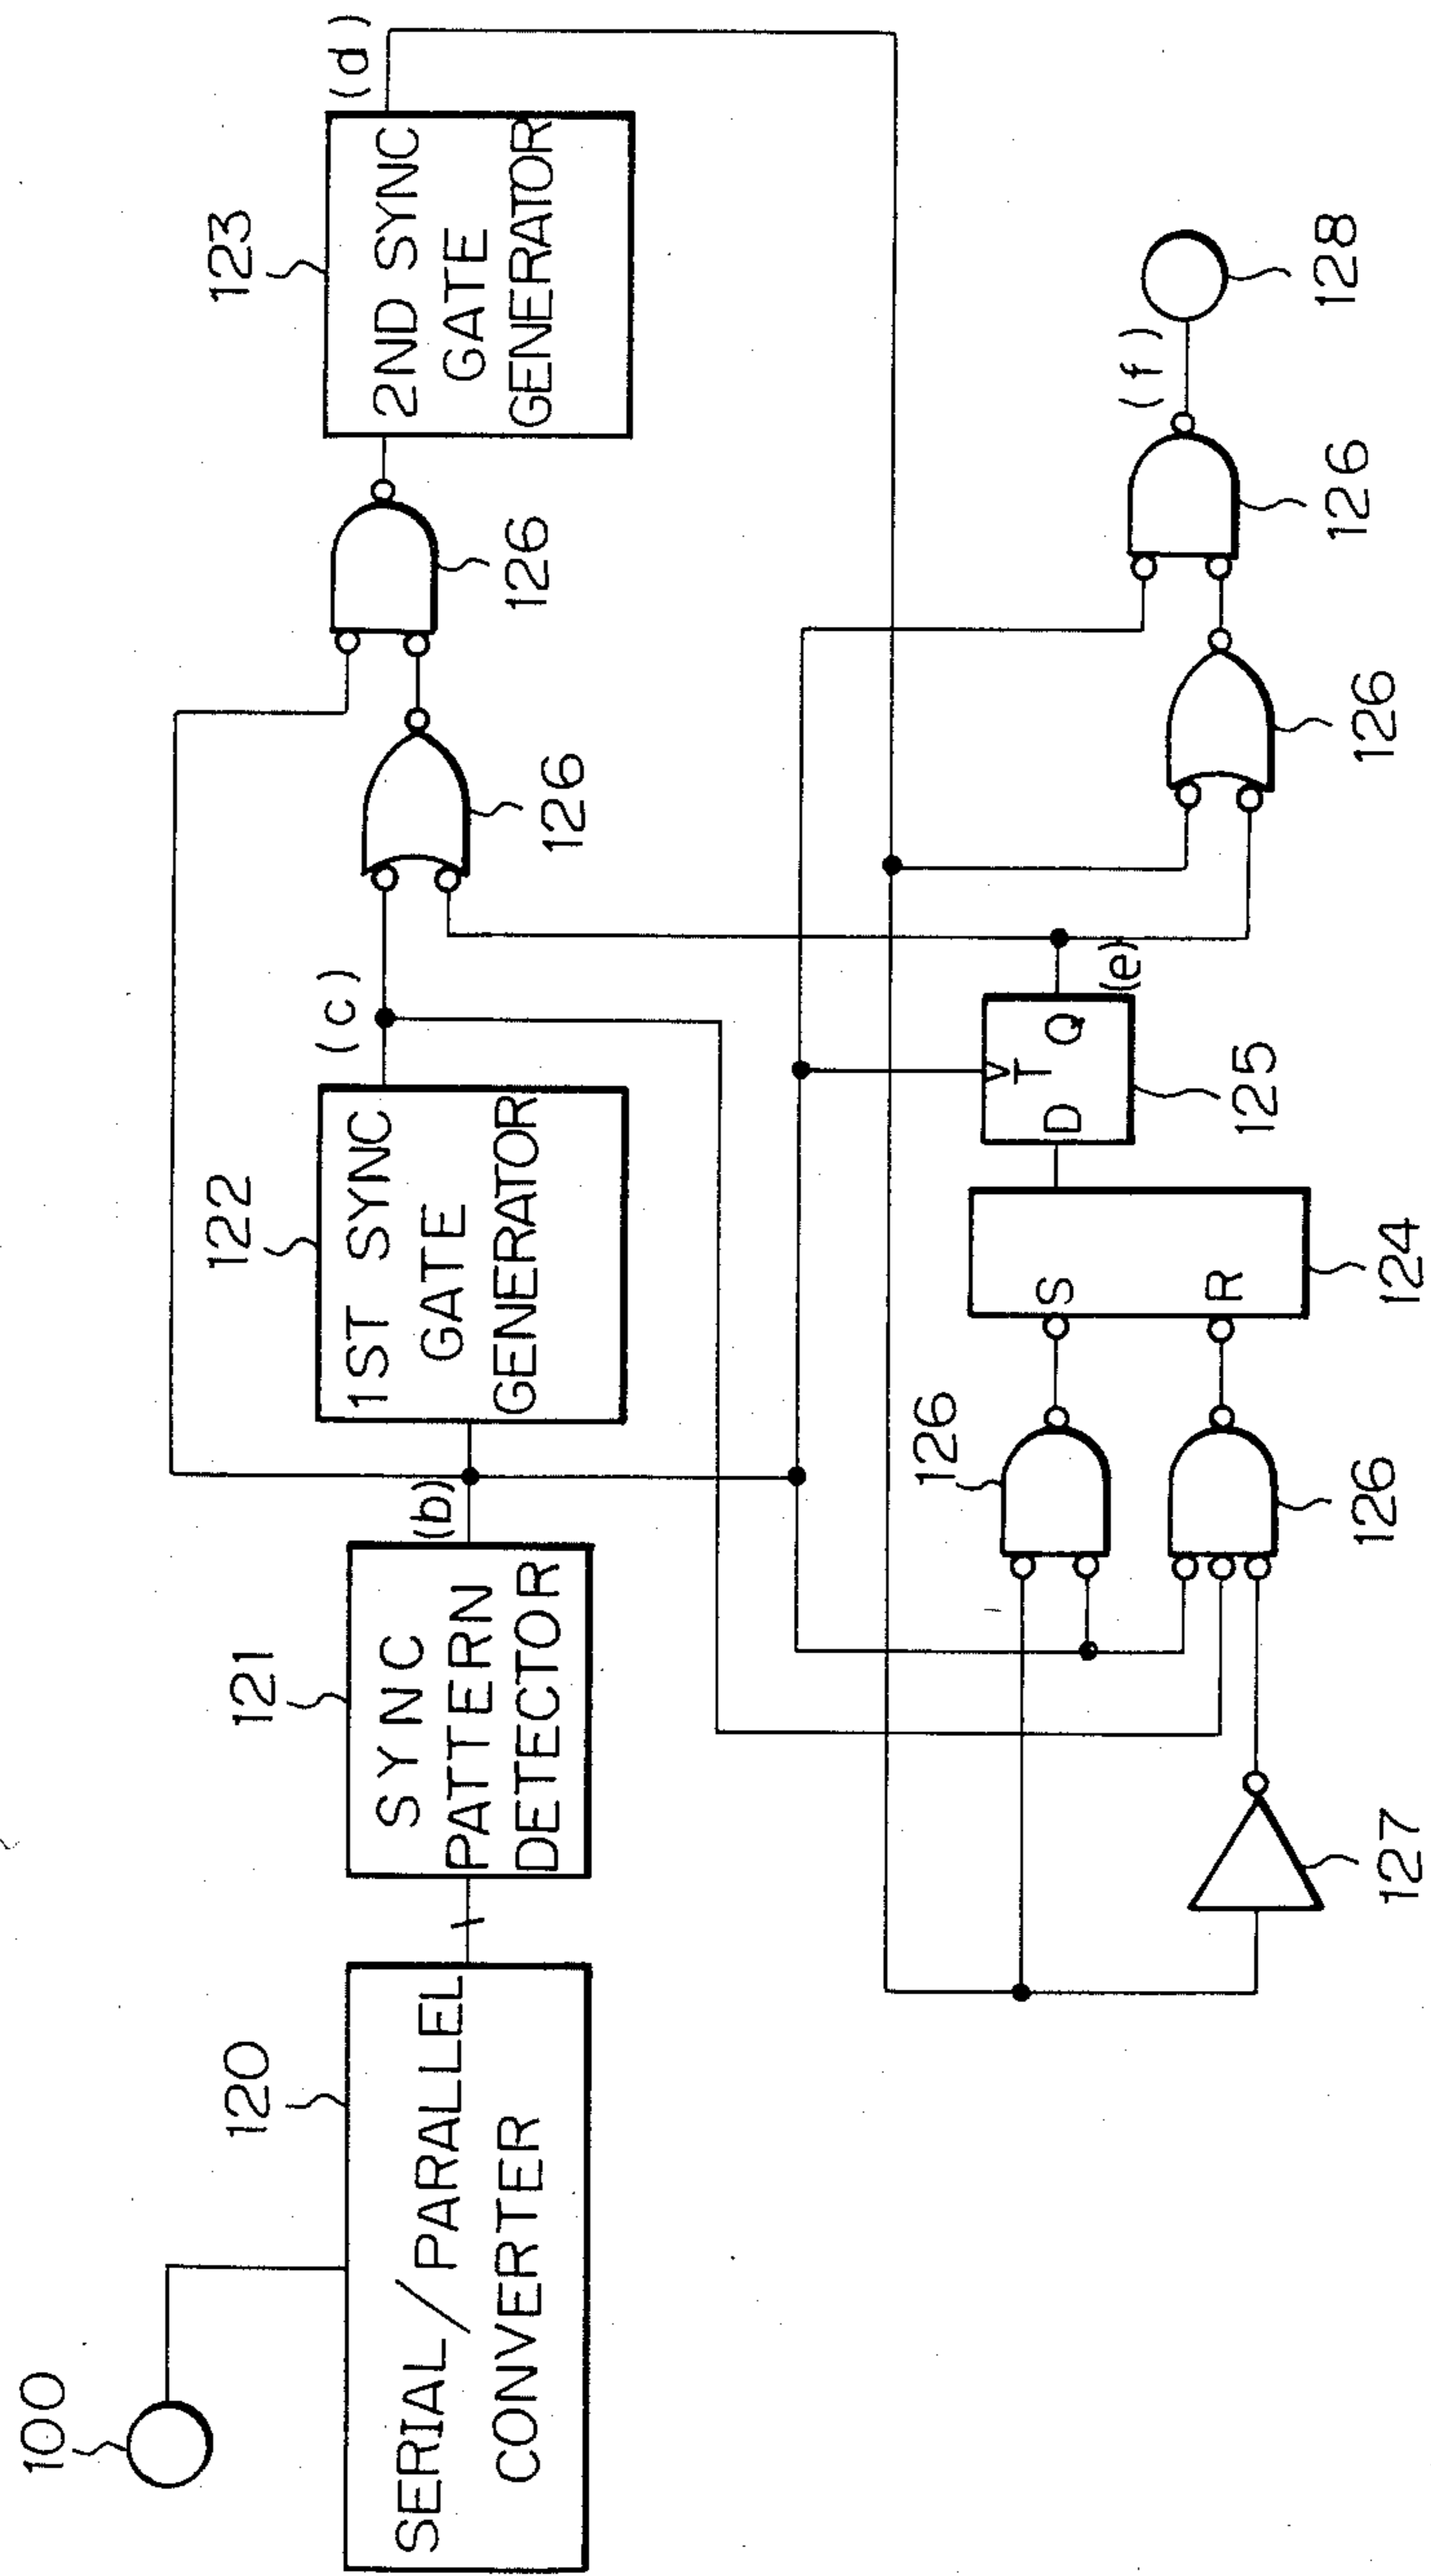 100
120
SERIAL/PARALLEL
CONVERTER
121
SYNC
PATTERN
DETECTOR
(b)
122
1ST SYNC
GATE
GENERATOR
(c)
126
126
123
2ND SYNC
GATE
GENERATOR
(d)
127
126
126
S
R
124
D
T
Q
125
(e)
126
126
(f)
128